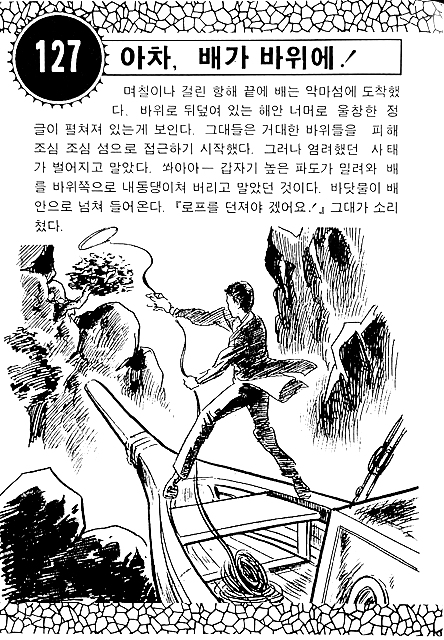 127
아차, 배가 바위에!
며칠이나 걸린 항해 끝에 배는 악마섬에 도착했
다. 바위로 뒤덮여 있는 해안 너머로 울창한 정
글이 펼쳐져 있는게 보인다. 그대들은 거대한 바위들을 피해
조심 조심 섬으로 접근하기 시작했다. 그러나 염려했던 사태
가 벌어지고 말았다. 쏴아아― 갑자기 높은 파도가 밀려와 배
를 바위쪽으로 내동댕이쳐 버리고 말았던 것이다. 바닷물이 배
안으로 넘쳐 들어온다. 『로프를 던져야 겠어요!』 그대가 소리
쳤다.